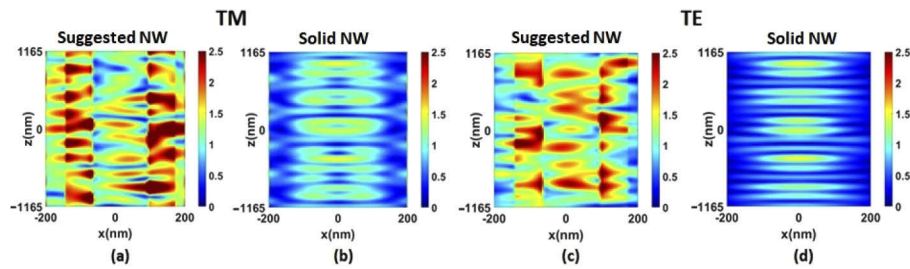 TM
TE
Suggested NW
Solid NW
Suggested NW
Solid NW
1165
0
−1165
z(nm)
-200
0
200
x(nm)
2.5
2
1.5
1
0.5
0
(a)
1165
0
−1165
z(nm)
-200
0
200
x(nm)
2.5
2
1.5
1
0.5
0
(b)
1165
0
−1165
z(nm)
-200
0
200
x(nm)
2.5
2
1.5
1
0.5
0
(c)
1165
0
−1165
z(nm)
-200
0
200
x(nm)
2.5
2
1.5
1
0.5
0
(d)